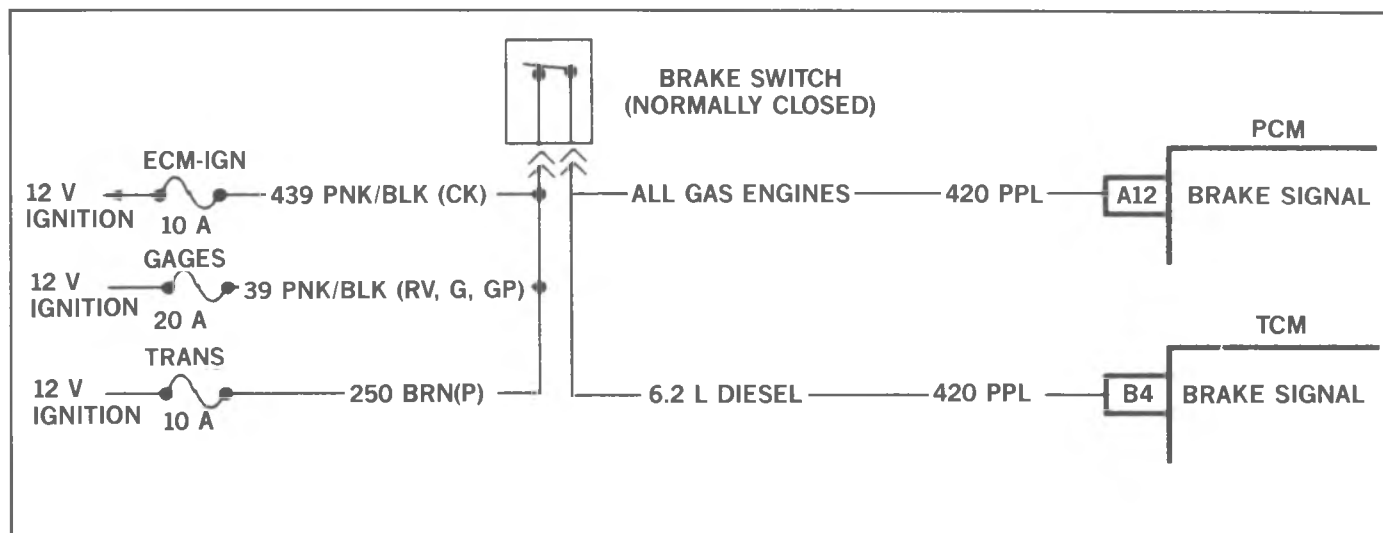 BRAKE SWITCH
(NORMALLY CLOSED)
PCM
ECM-IGN
12 V
IGNITION
10 A
439 PNK/BLK (CK)
ALL GAS ENGINES
420 PPL
A12
BRAKE SIGNAL
GAGES
12 V
IGNITION
20 A
39 PNK/BLK (RV, G, GP)
TCM
TRANS
12 V
IGNITION
10 A
250 BRN(P)
6.2 L DIESEL
420 PPL
B4
BRAKE SIGNAL